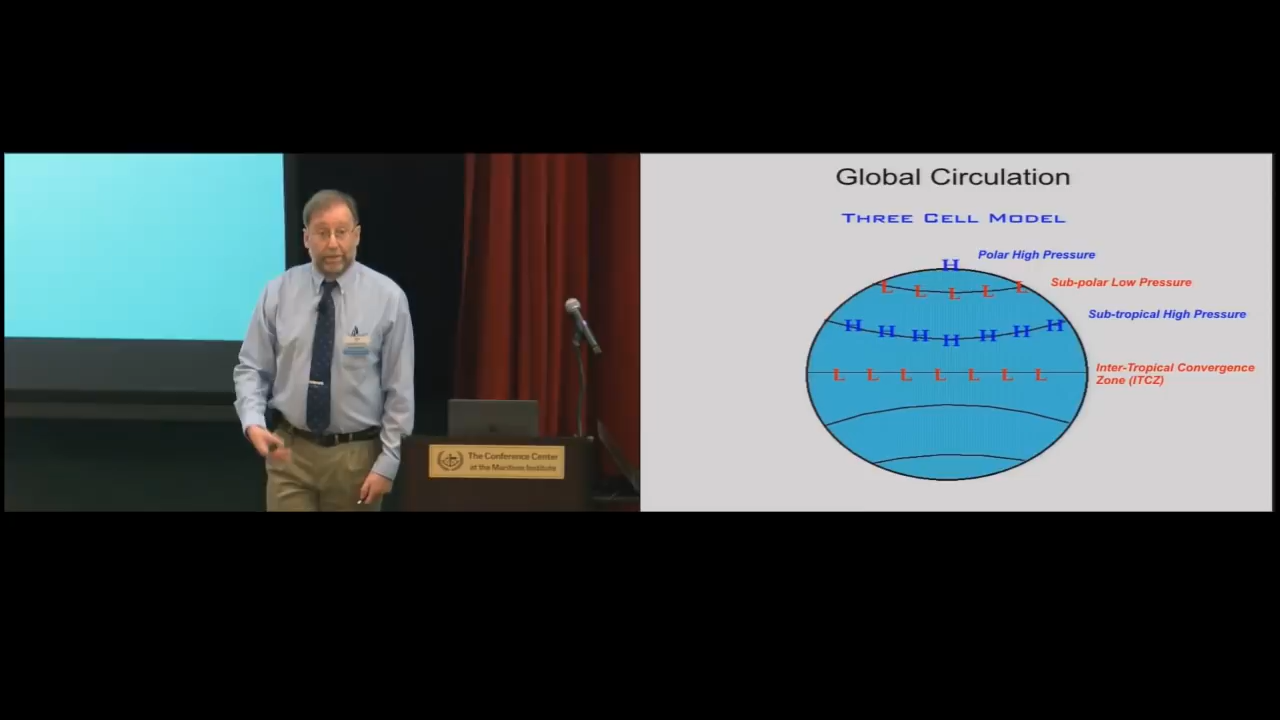 The Conference Center
at the Maritime Institute
Global Circulation
THREE CELL MODEL
H
Polar High Pressure
L L L L L
Sub-polar Low Pressure
H H H H H H H
Sub-tropical High Pressure
L L L L L L L
Inter-Tropical Convergence
Zone (ITCZ)